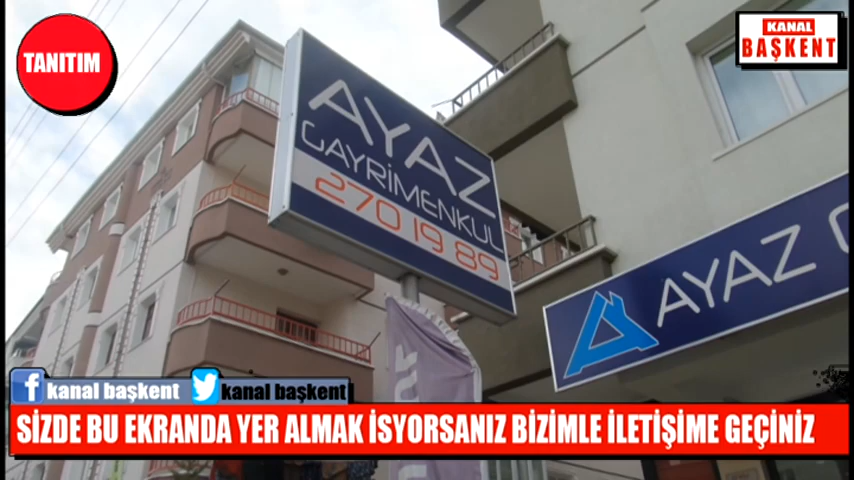 TANITIM
KANAL
BAŞKENT
AYAZ
GAYRİMENKUL
270 19 89
AYAZ
kanal başkent
kanal başkent
SİZDE BU EKRANDA YER ALMAK İSYORSANIZ BİZİMLE İLETİŞİME GEÇİNİZ